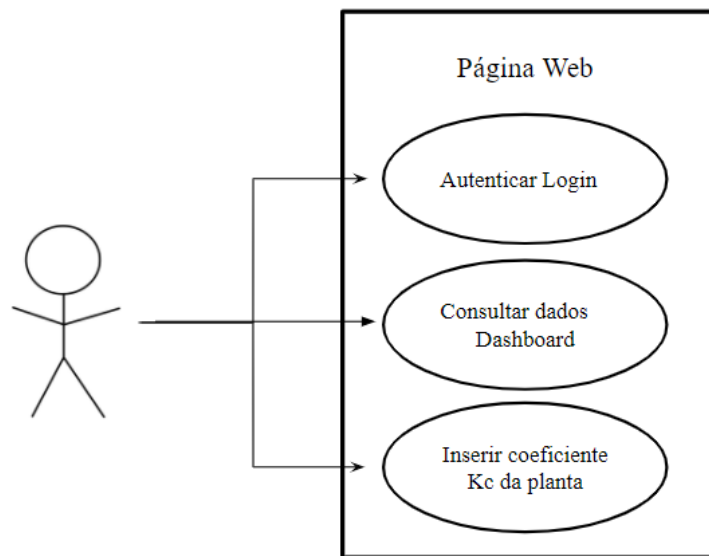 Página Web
Autenticar Login
Consultar dados
Dashboard
Inserir coeficiente
Kc da planta